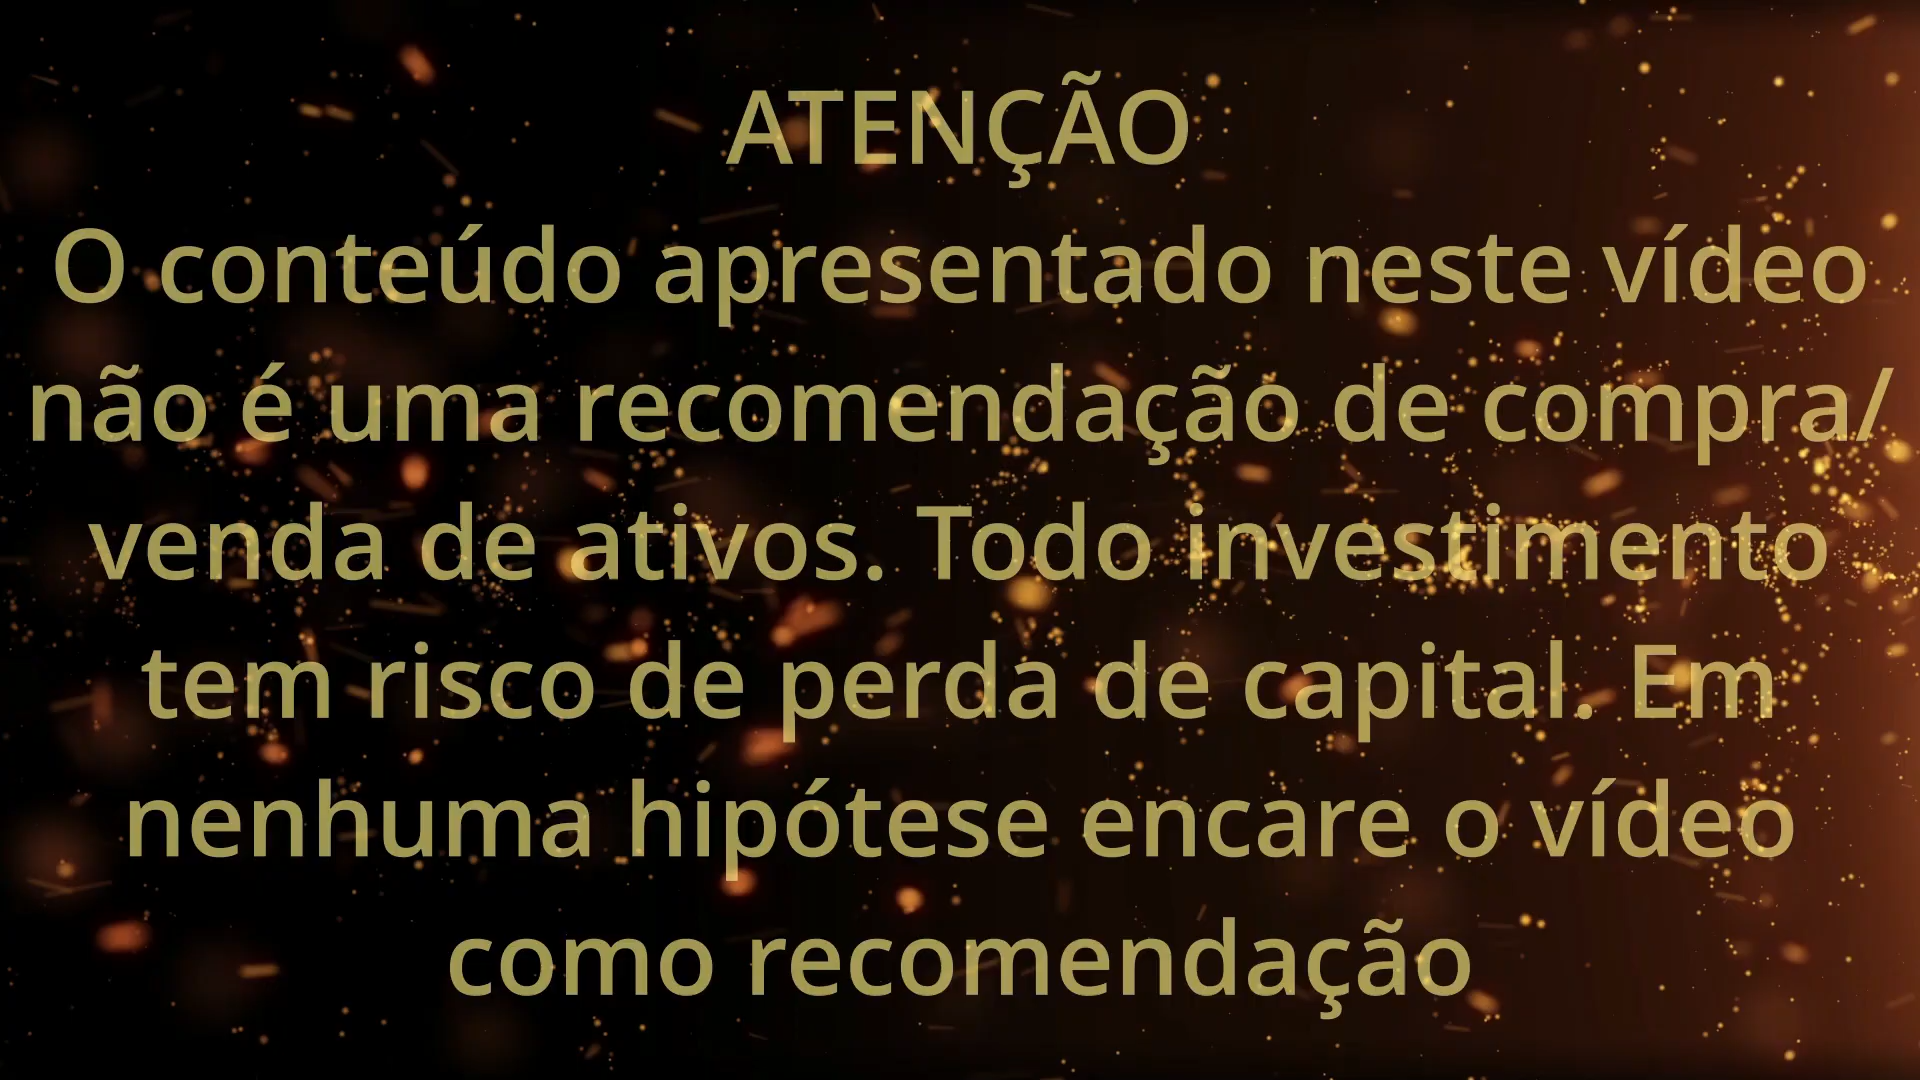 ATENÇÃO
O conteúdo apresentado neste vídeo
não é uma recomendação de compra/
venda de ativos. Todo investimento
tem risco de perda de capital. Em
nenhuma hipótese encare o vídeo
como recomendação